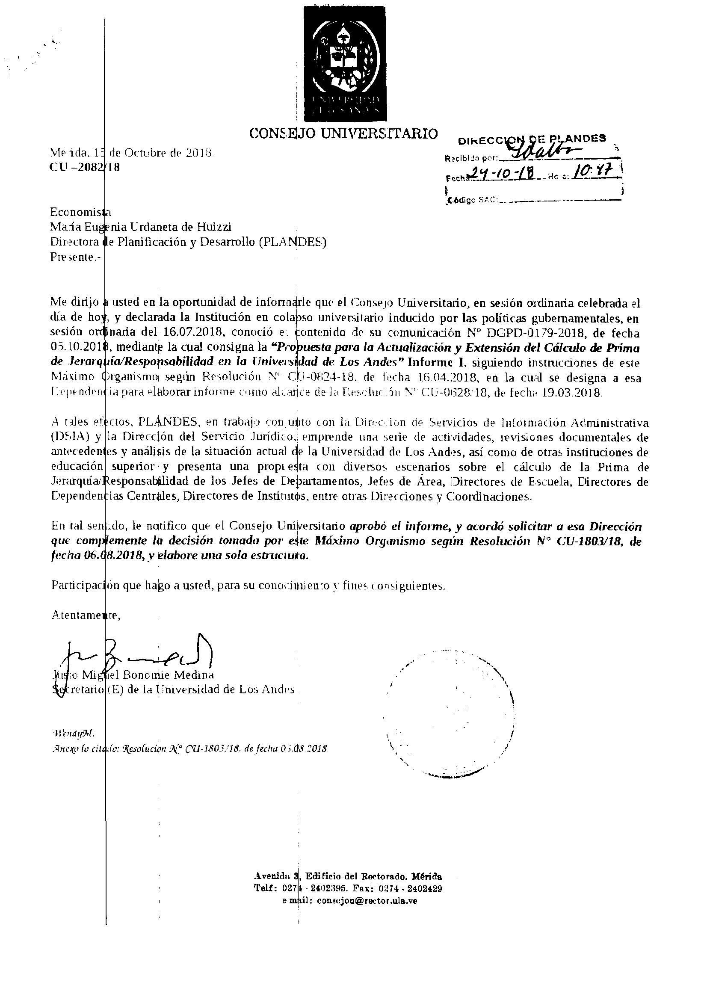 UNIVERSIDAD
DE LOS ANDES
CONSEJO UNIVERSITARIO
DIRECCION DE PLANDES
Recibido por:
Fecha 24-10-18 Hora: 10:47
Código SAC:
Mérida, 15 de Octubre de 2018.
CU –2082/18
Economista
María Eugenia Urdaneta de Huizzi
Directora de Planificación y Desarrollo (PLANDES)
Presente.-
Me dirijo a usted en la oportunidad de informarle que el Consejo Universitario, en sesión ordinaria celebrada el
día de hoy, y declarada la Institución en colapso universitario inducido por las políticas gubernamentales, en
sesión ordinaria del 16.07.2018, conoció el contenido de su comunicación N° DGPD-0179-2018, de fecha
05.10.2018, mediante la cual consigna la “Propuesta para la Actualización y Extensión del Cálculo de Prima
de Jerarquía/Responsabilidad en la Universidad de Los Andes” Informe I, siguiendo instrucciones de este
Máximo Organismo según Resolución N° CU-0824-18, de fecha 16.04.2018, en la cual se designa a esa
Dependencia para elaborar informe como alcance de la Resolución N° CU-0628/18, de fecha 19.03.2018.
A tales efectos, PLANDES, en trabajo conjunto con la Dirección de Servicios de Información Administrativa
(DSIA) y la Dirección del Servicio Jurídico, emprende una serie de actividades, revisiones documentales de
antecedentes y análisis de la situación actual de la Universidad de Los Andes, así como de otras instituciones de
educación superior y presenta una propuesta con diversos escenarios sobre el cálculo de la Prima de
Jerarquía/Responsabilidad de los Jefes de Departamentos, Jefes de Área, Directores de Escuela, Directores de
Dependencias Centrales, Directores de Institutos, entre otras Direcciones y Coordinaciones.
En tal sentido, le notifico que el Consejo Universitario aprobó el informe, y acordó solicitar a esa Dirección
que complemente la decisión tomada por este Máximo Organismo según Resolución N° CU-1803/18, de
fecha 06.08.2018, y elabore una sola estructura.
Participación que hago a usted, para su conocimiento y fines consiguientes.
Atentamente,
Justo Miguel Bonomie Medina
Secretario (E) de la Universidad de Los Andes
WendyM.
Anexo lo citado: Resolución N° CU-1803/18, de fecha 06.08.2018.
Avenida 3, Edificio del Rectorado. Mérida
Telf: 0274 - 2402395. Fax: 0274 - 2402429
e-mail: consejou@rector.ula.ve